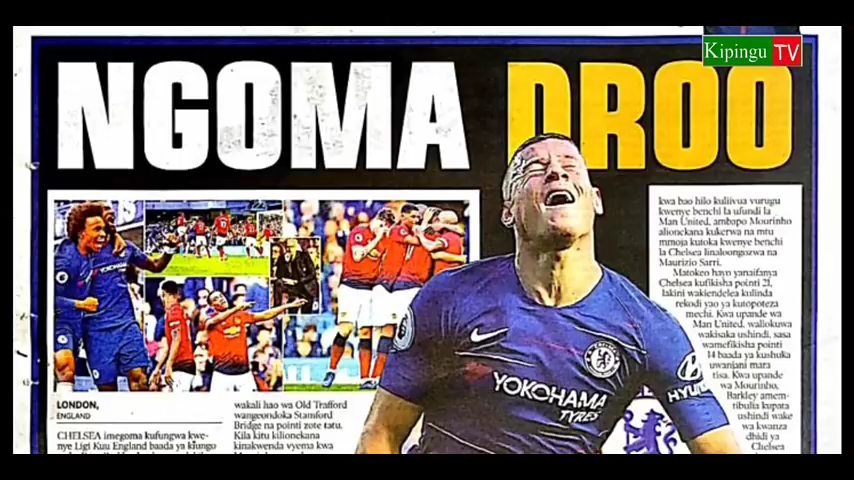 Kipingu TV
NGOMA DROO
LONDON,
ENGLAND
CHELSEA imegoma kufungwa kwe-
nye Ligi Kuu England baada ya kiungo
wakali hao wa Old Trafford
wangeondoka Stamford
Bridge na pointi zote tatu.
Kila kitu kilionekana
kinakwenda vyema kwa
YOKOHAMA
TYRES
kwa bao hilo kuliivua vurugu
kwenye benchi la ufundi la
Man United, ambapo Mourinho
alionekana kukerwa na mtu
mmoja kutoka kwenye benchi
la Chelsea linaloongozwa na
Maurizio Sarri.
Matokeo hayo yanaifanya
Chelsea kufikisha pointi 21,
lakini wakiendelea kulinda
rekodi yao ya kutopoteza
mechi. Kwa upande wa
Man United, waliokuwa
wakisaka ushindi, sasa
wamefikisha pointi
14 baada ya kushuka
uwanjani mara
tisa. Kwa upande
wa Mourinho,
Barkley amem-
tibulia kupata
ushindi wake
wa kwanza
dhidi ya
Chelsea